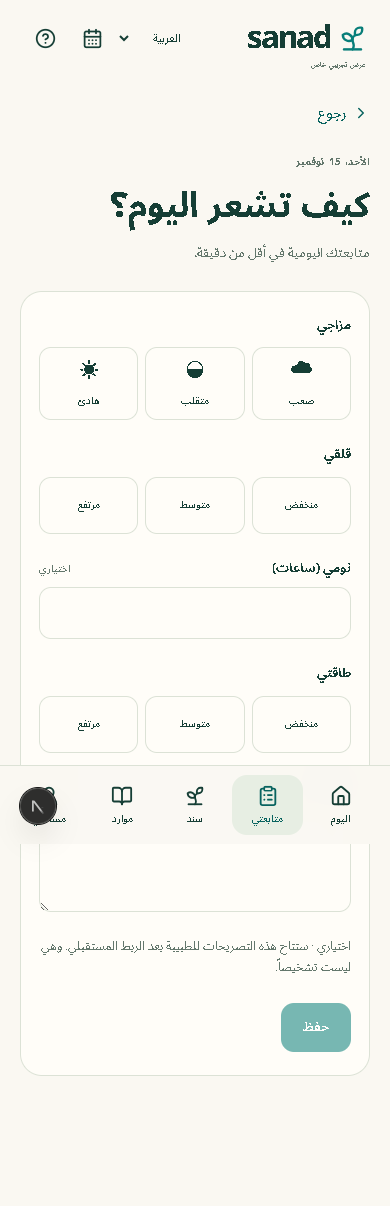 sanad
عرض تجريبي خاص
العربية
رجوع
الأحد، 15 نوفمبر
كيف تشعر اليوم؟
متابعتك اليومية في أقل من دقيقة.
مزاجي
صعب
متقلب
هادئ
قلقي
منخفض
متوسط
مرتفع
نومي (ساعات)
اختياري
طاقتي
منخفض
متوسط
مرتفع
اليوم
متابعتي
سند
موارد
اختياري · ستتاح هذه التصريحات للطبيبة بعد الربط المستقبلي. وهي
ليست تشخيصاً.
حفظ